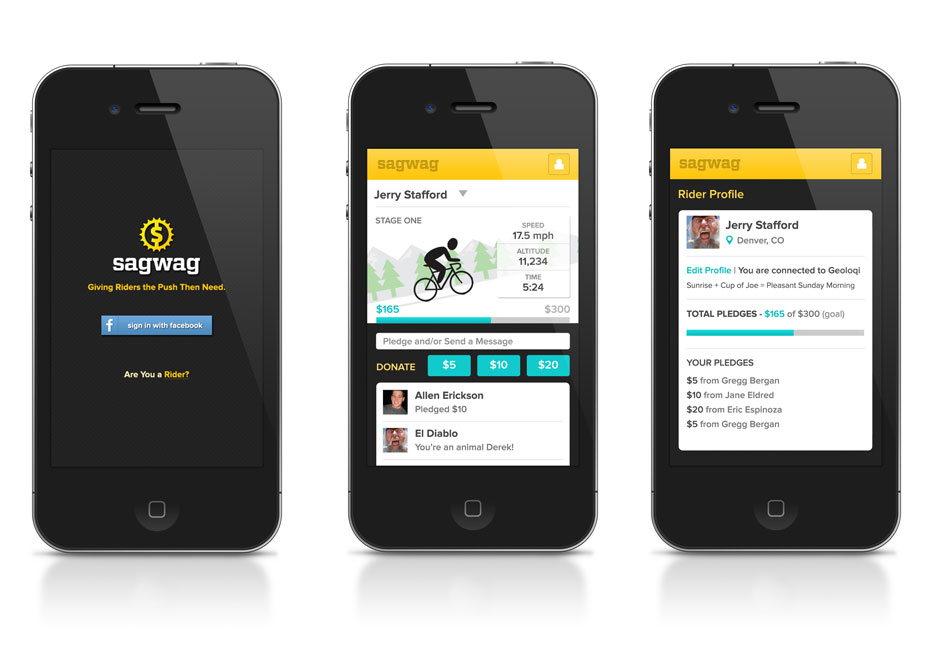 sagwag
Giving Riders the Push Then Need.
f sign in with facebook
Are You a Rider?
sagwag
Jerry Stafford
STAGE ONE
SPEED
17.5 mph
ALTITUDE
11,234
TIME
5:24
$165 $300
Pledge and/or Send a Message
DONATE $5 $10 $20
Allen Erickson
Pledged $10
El Diablo
You're an animal Derek!
sagwag
Rider Profile
Jerry Stafford
Denver, CO
Edit Profile | You are connected to Geoloqi
Sunrise + Cup of Joe = Pleasant Sunday Morning
TOTAL PLEDGES - $165 of $300 (goal)
YOUR PLEDGES
$5 from Gregg Bergan
$10 from Jane Eldred
$20 from Eric Espinoza
$5 from Gregg Bergan